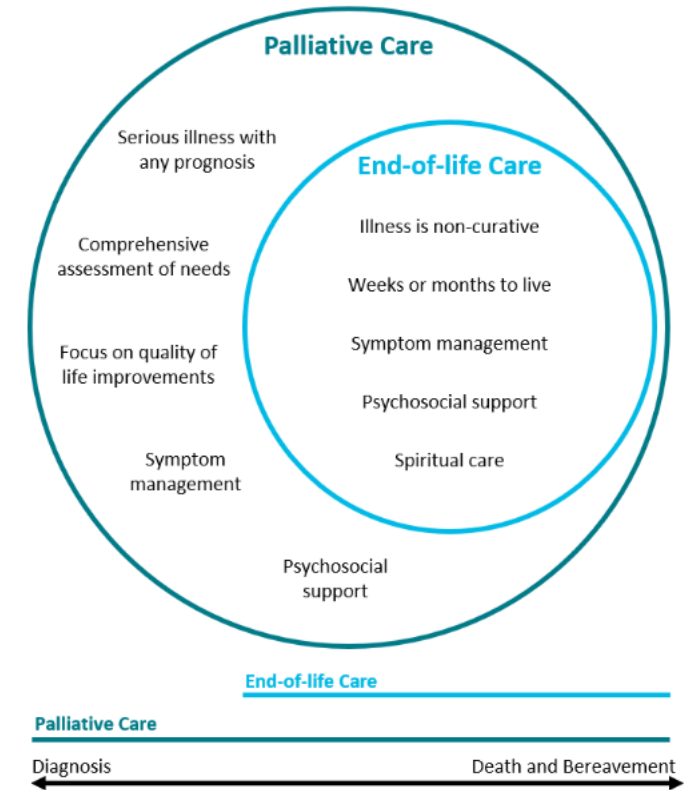 Palliative Care
Serious illness with
any prognosis
Comprehensive
assessment of needs
Focus on quality of
life improvements
Symptom
management
Psychosocial
support
End-of-life Care
Illness is non-curative
Weeks or months to live
Symptom management
Psychosocial support
Spiritual care
End-of-life Care
Palliative Care
Diagnosis
Death and Bereavement